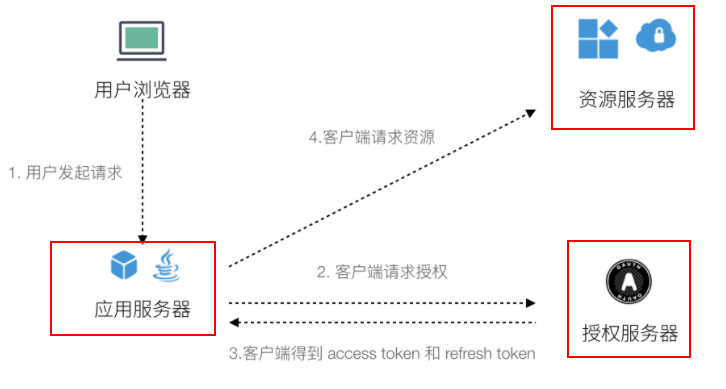 用户浏览器
资源服务器
4.客户端请求资源
1. 用户发起请求
2. 客户端请求授权
OAUTH
A
OAUTH
应用服务器
授权服务器
3.客户端得到 access token 和 refresh token